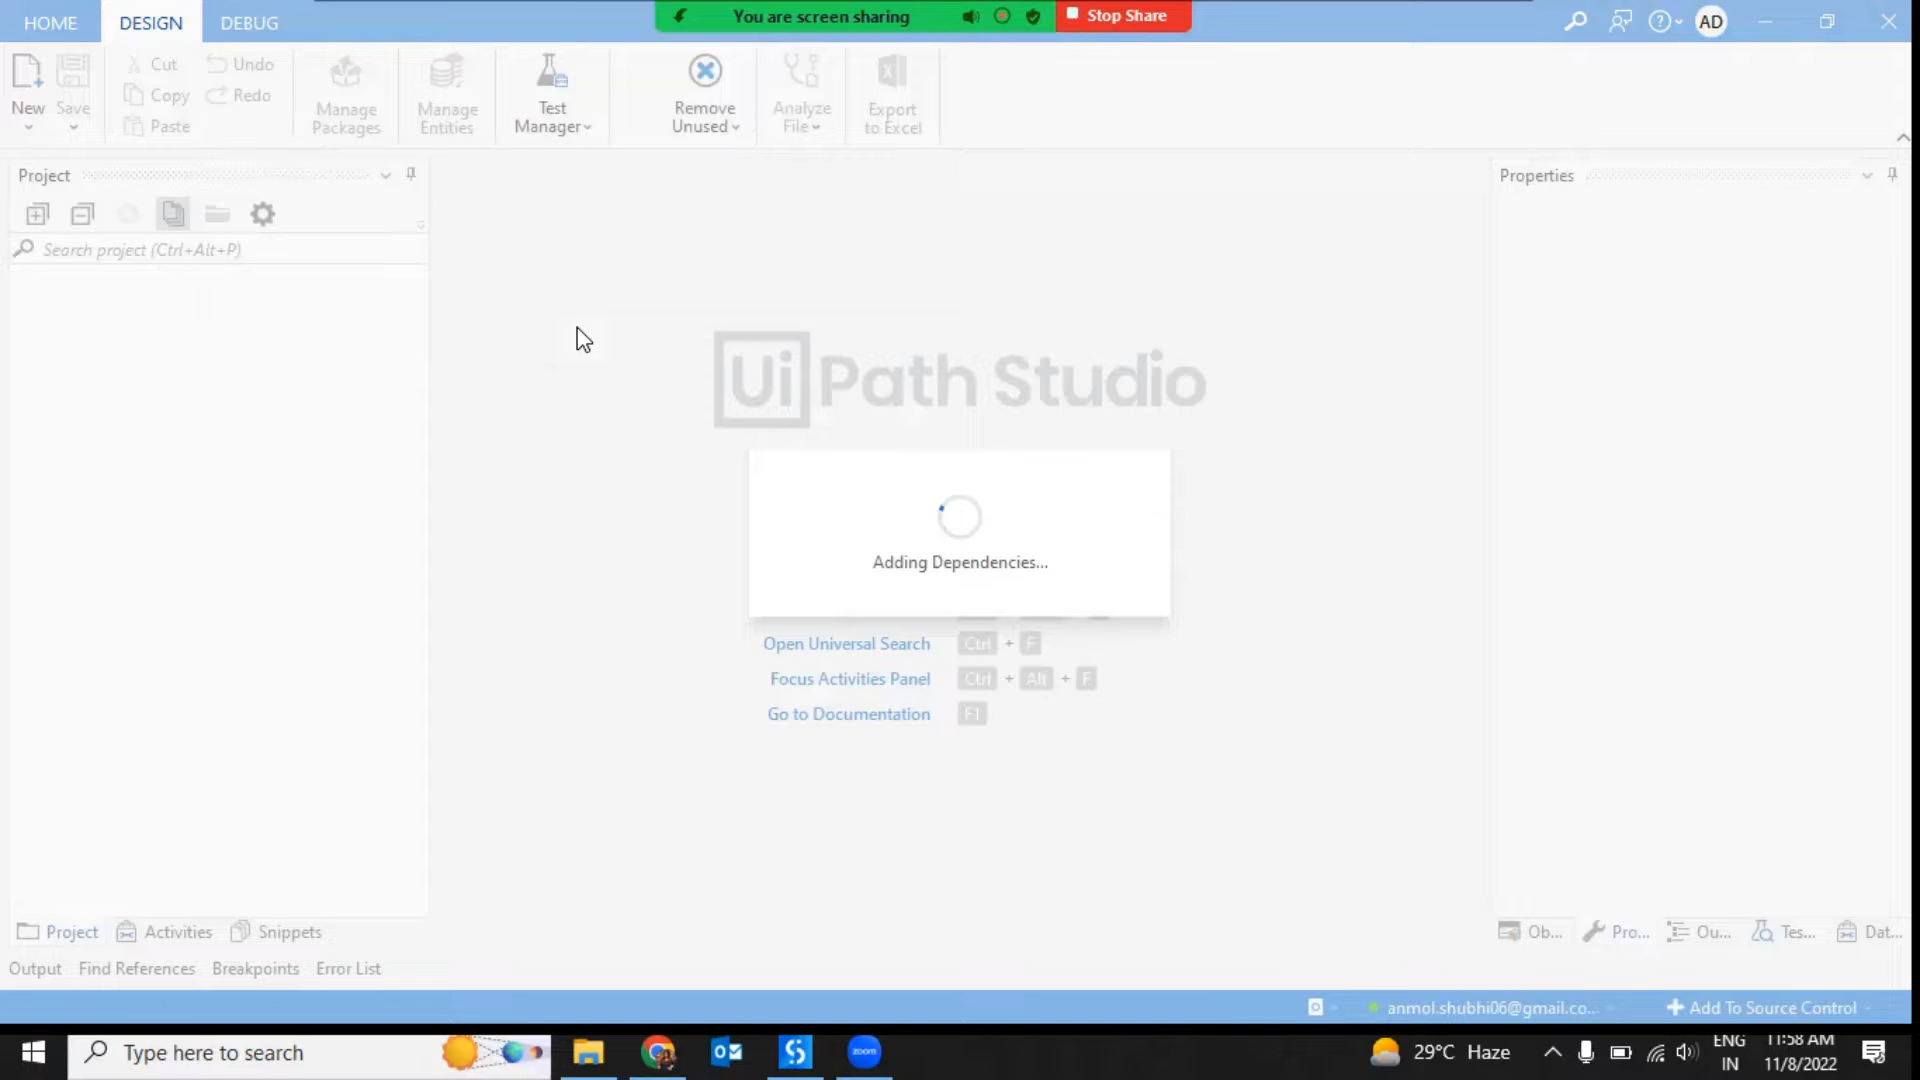 HOME DESIGN DEBUG
You are screen sharing
Stop Share
AD
New
Save
Cut
Copy
Paste
Undo
Redo
Manage
Packages
Manage
Entities
Test
Manager
Remove
Unused
Analyze
File
Export
to Excel
Project
Search project (Ctrl+Alt+P)
Properties
UiPath Studio
Adding Dependencies...
Open Universal Search Ctrl + F
Focus Activities Panel Ctrl + Alt + F
Go to Documentation F1
Project Activities Snippets
Ob... Pro... Ou... Tes... Dat...
Output Find References Breakpoints Error List
anmol.shubhi06@gmail.co... Add To Source Control
Type here to search
zoom
29°C Haze
ENG
IN
11:58 AM
11/8/2022